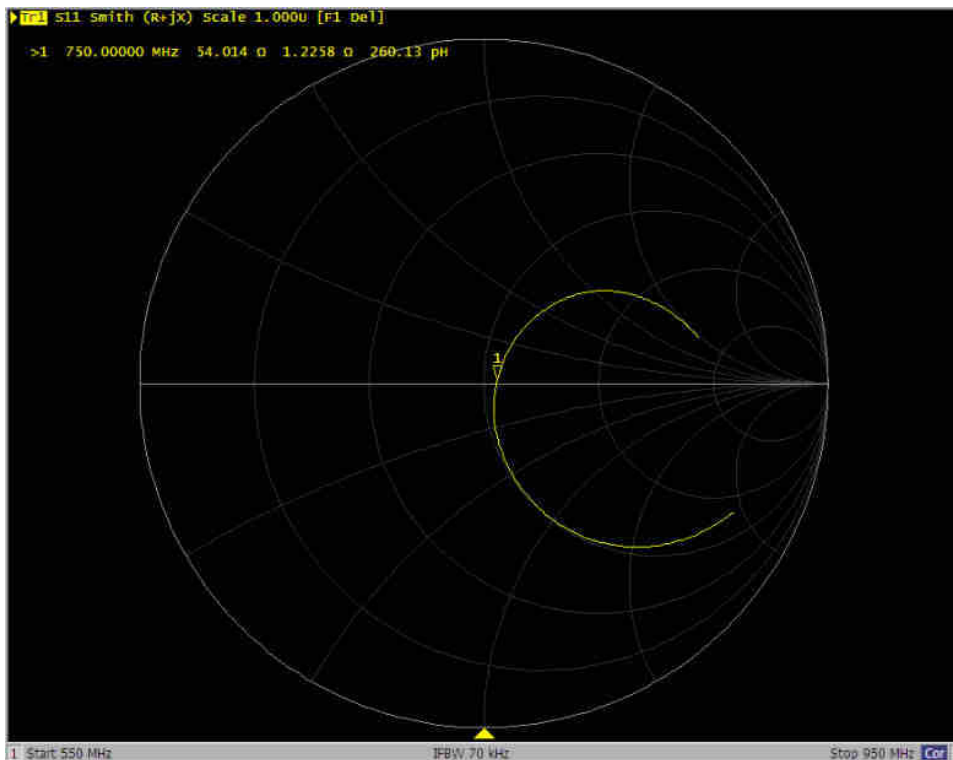 Tr1 S11 Smith (R+jX) Scale 1.000U [F1 Del]
>1 750.00000 MHz 54.014 Ω 1.2258 Ω 260.13 pH
1
1 Start 550 MHz IFBW 70 kHz Stop 950 MHz Cor